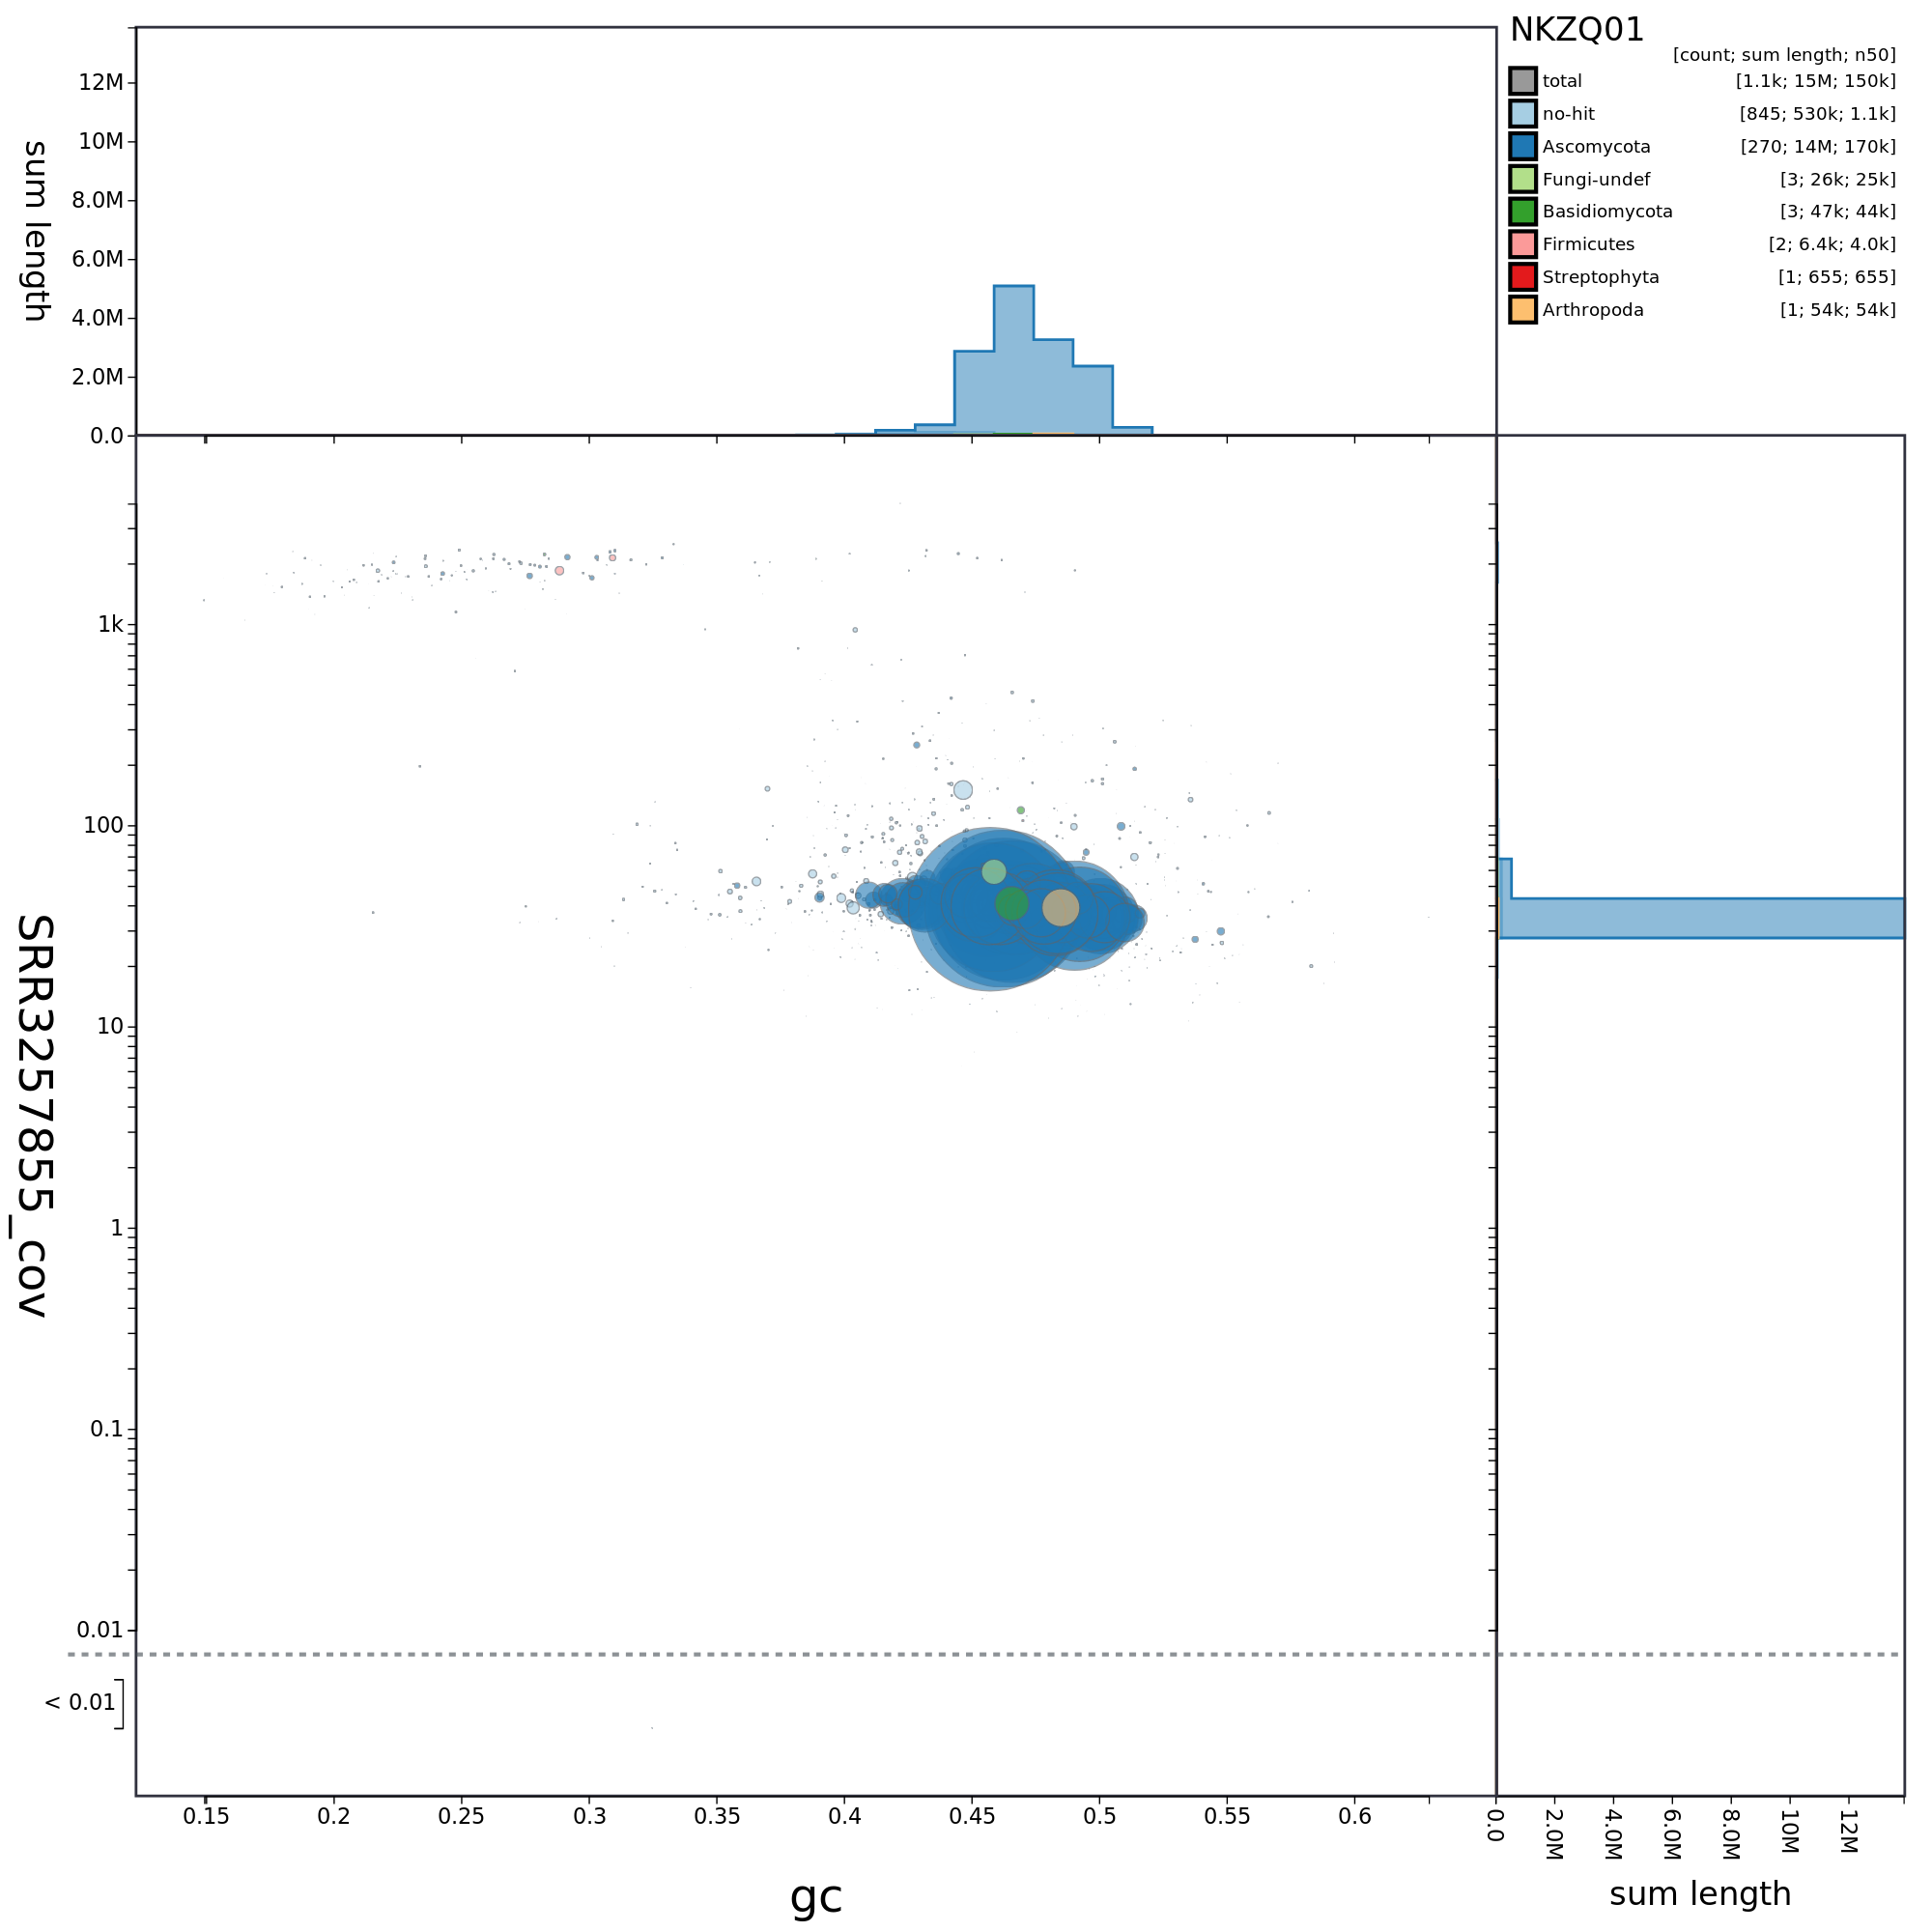 NKZQ01
[count; sum length; n50]
total [1.1k; 15M; 150k]
no-hit [845; 530k; 1.1k]
Ascomycota [270; 14M; 170k]
Fungi-undef [3; 26k; 25k]
Basidiomycota [3; 47k; 44k]
Firmicutes [2; 6.4k; 4.0k]
Streptophyta [1; 655; 655]
Arthropoda [1; 54k; 54k]
sum length
12M
10M
8.0M
6.0M
4.0M
2.0M
0.0
SRR3257855_cov
1k
100
10
1
0.1
0.01
< 0.01
0.15 0.2 0.25 0.3 0.35 0.4 0.45 0.5 0.55 0.6
gc
0.0 2.0M 4.0M 6.0M 8.0M 10M 12M
sum length